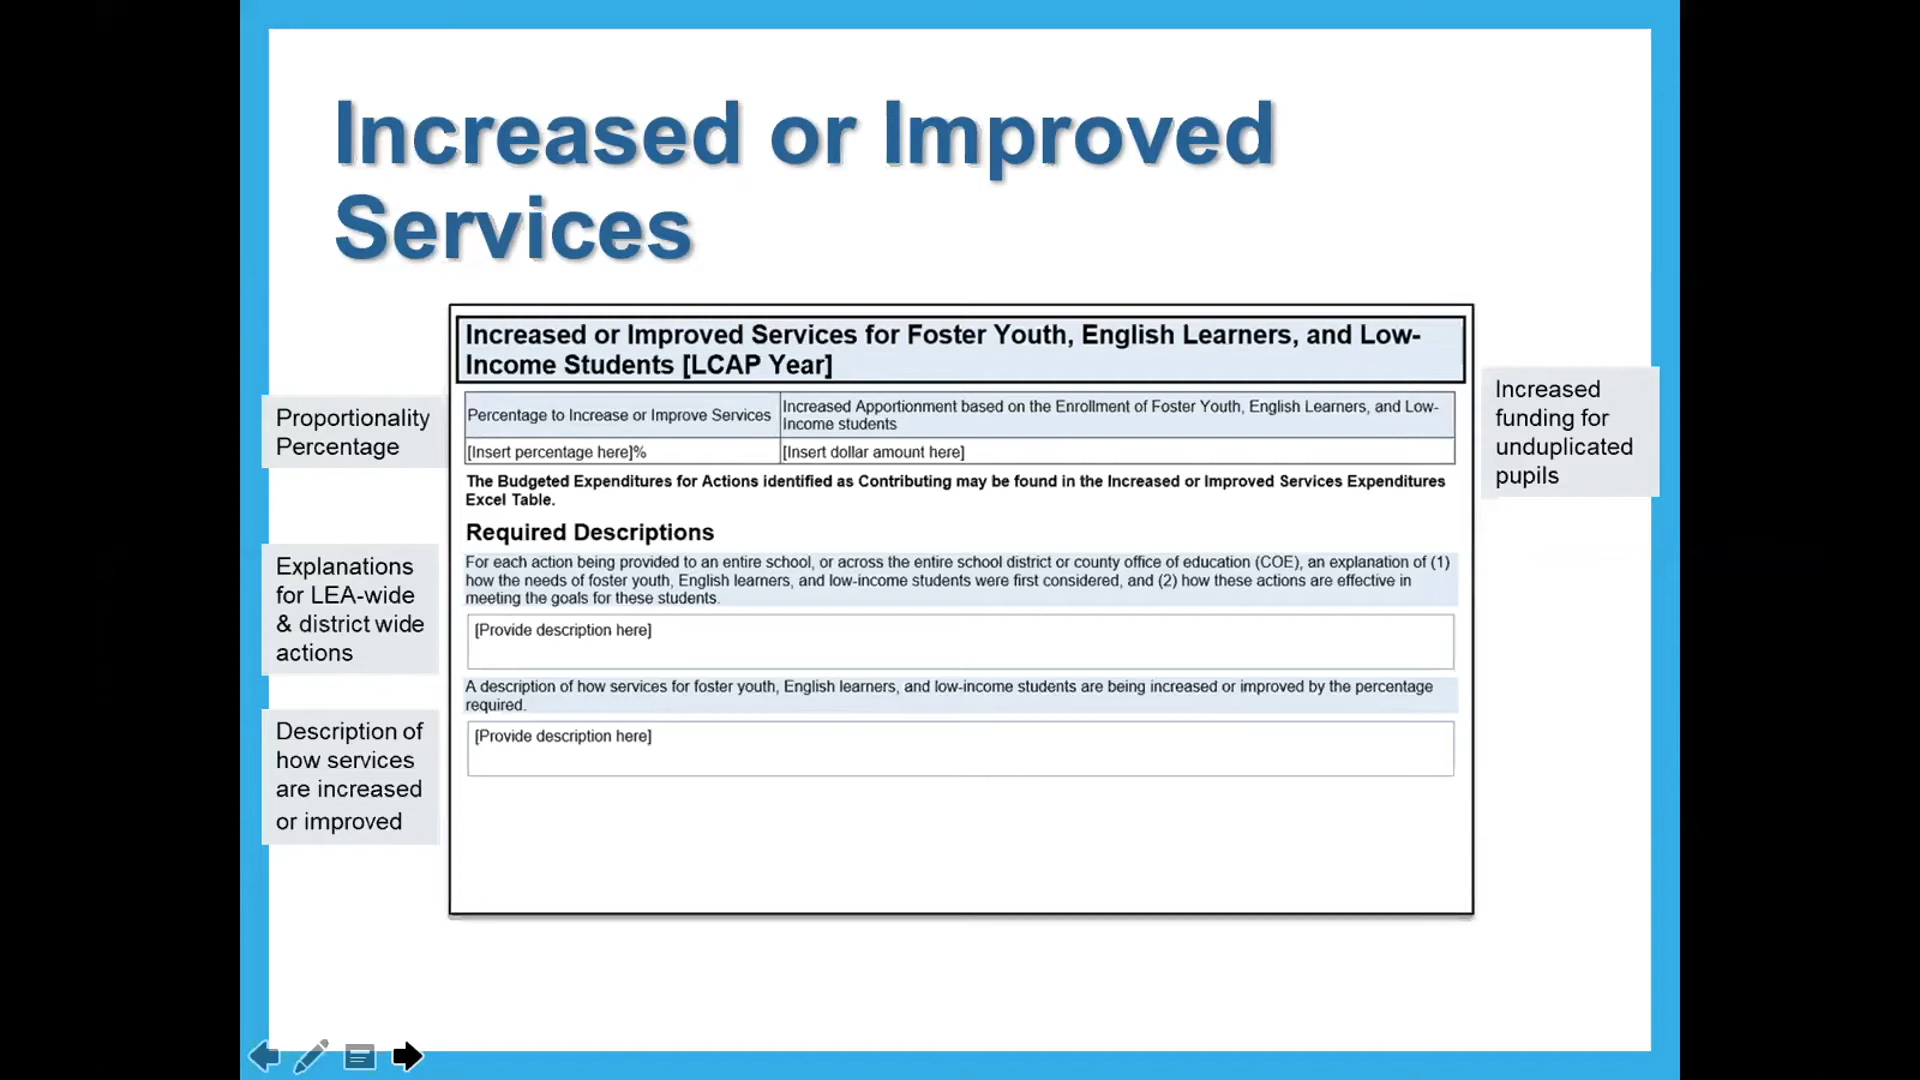 Increased or Improved
Services
Increased or Improved Services for Foster Youth, English Learners, and Low-
Income Students [LCAP Year]
Proportionality
Percentage
Percentage to Increase or Improve Services
Increased Apportionment based on the Enrollment of Foster Youth, English Learners, and Low-
Income students
[Insert percentage here]%
[Insert dollar amount here]
Increased
funding for
unduplicated
pupils
The Budgeted Expenditures for Actions identified as Contributing may be found in the Increased or Improved Services Expenditures
Excel Table.
Required Descriptions
Explanations
for LEA-wide
& district wide
actions
For each action being provided to an entire school, or across the entire school district or county office of education (COE), an explanation of (1)
how the needs of foster youth, English learners, and low-income students were first considered, and (2) how these actions are effective in
meeting the goals for these students.
[Provide description here]
Description of
how services
are increased
or improved
A description of how services for foster youth, English learners, and low-income students are being increased or improved by the percentage
required.
[Provide description here]